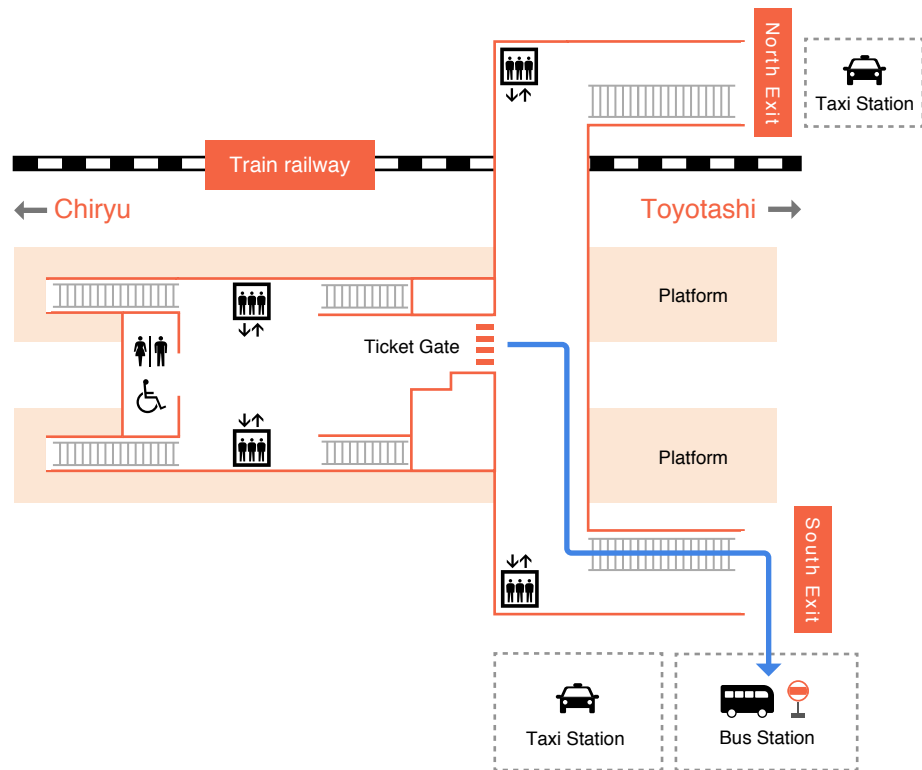 North Exit
Taxi Station
Train railway
Chiryu
Toyotashi
Platform
Ticket Gate
Platform
South Exit
Taxi Station
Bus Station